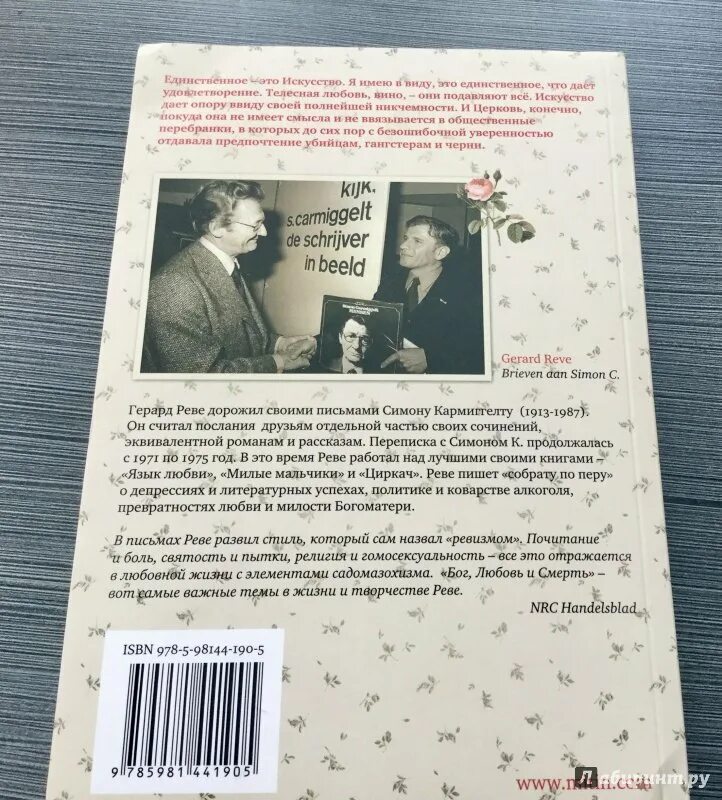 Единственное – это Искусство. Я имею в виду, это единственное, что дает
удовлетворение. Телесная любовь, вино, – они подавляют всё. Искусство
дает опору ввиду своей полнейшей никчемности. И Церковь, конечно,
покуда она не имеет смысла и не ввязывается в общественные
перебранки, в которых до сих пор с безошибочной уверенностью
отдавала предпочтение убийцам, гангстерам и черни.
kijk,
s.carmiggelt
de schrijver
in beeld
Gerard Reve
Brieven aan Simon C.
Герард Реве дорожил своими письмами Симону Кармиггелту (1913-1987).
Он считал послания друзьям отдельной частью своих сочинений,
эквивалентной романам и рассказам. Переписка с Симоном К. продолжалась
с 1971 по 1975 год. В это время Реве работал над лучшими своими книгами –
«Язык любви», «Милые мальчики» и «Циркач». Реве пишет «собрату по перу»
о депрессиях и литературных успехах, политике и коварстве алкоголя,
превратностях любви и милости Богоматери.
В письмах Реве развил стиль, который сам назвал «ревизмом». Почитание
и боль, святость и пытки, религия и гомосексуальность – все это отражается
в любовной жизни с элементами садомазохизма. «Бог, Любовь и Смерть» –
вот самые важные темы в жизни и творчестве Реве.
NRC Handelsblad
ISBN 978-5-98144-190-5
9 785981 441905
Лабиринт.ру